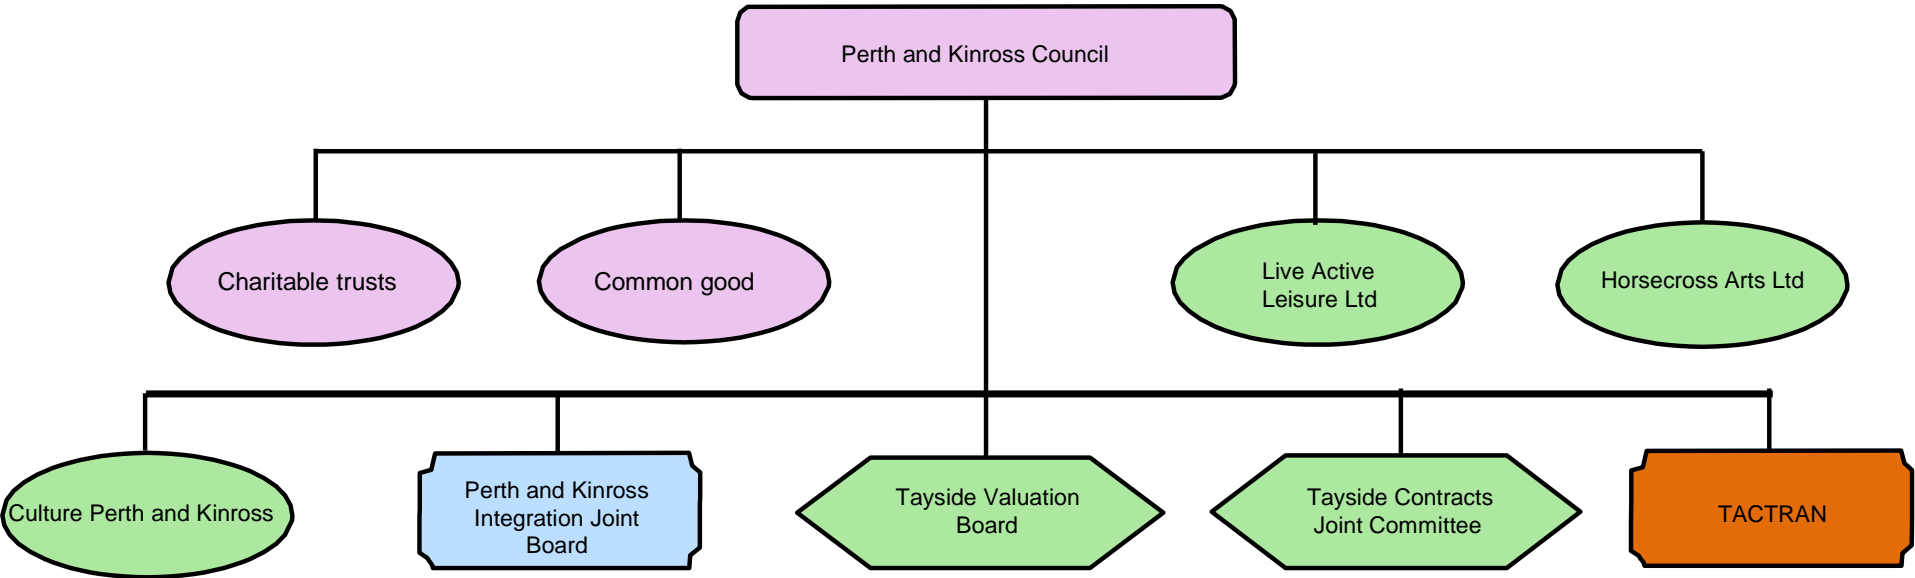 Perth and Kinross Council
Charitable trusts
Common good
Live Active
Leisure Ltd
Horsecross Arts Ltd
Culture Perth and Kinross
Perth and Kinross
Integration Joint
Board
Tayside Valuation
Board
Tayside Contracts
Joint Committee
TACTRAN